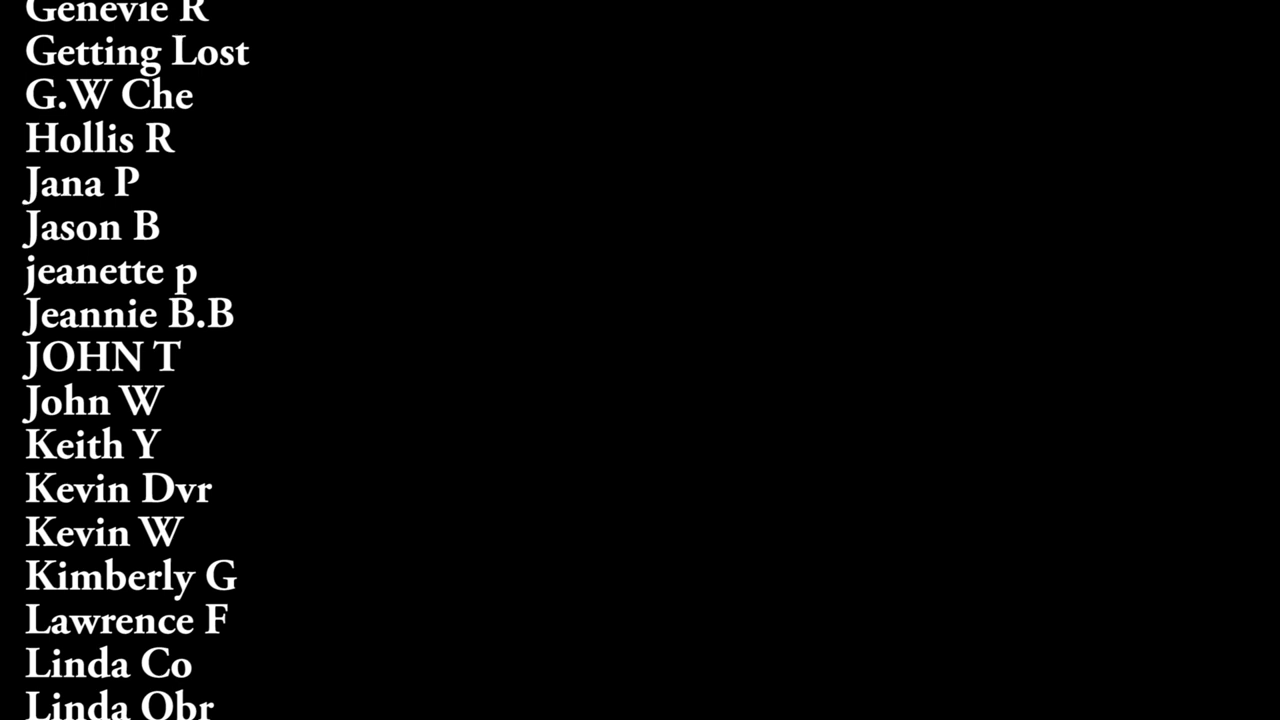 Genevie R
Getting Lost
G.W Che
Hollis R
Jana P
Jason B
jeanette p
Jeannie B.B
JOHN T
John W
Keith Y
Kevin Dvr
Kevin W
Kimberly G
Lawrence F
Linda Co
Linda Obr